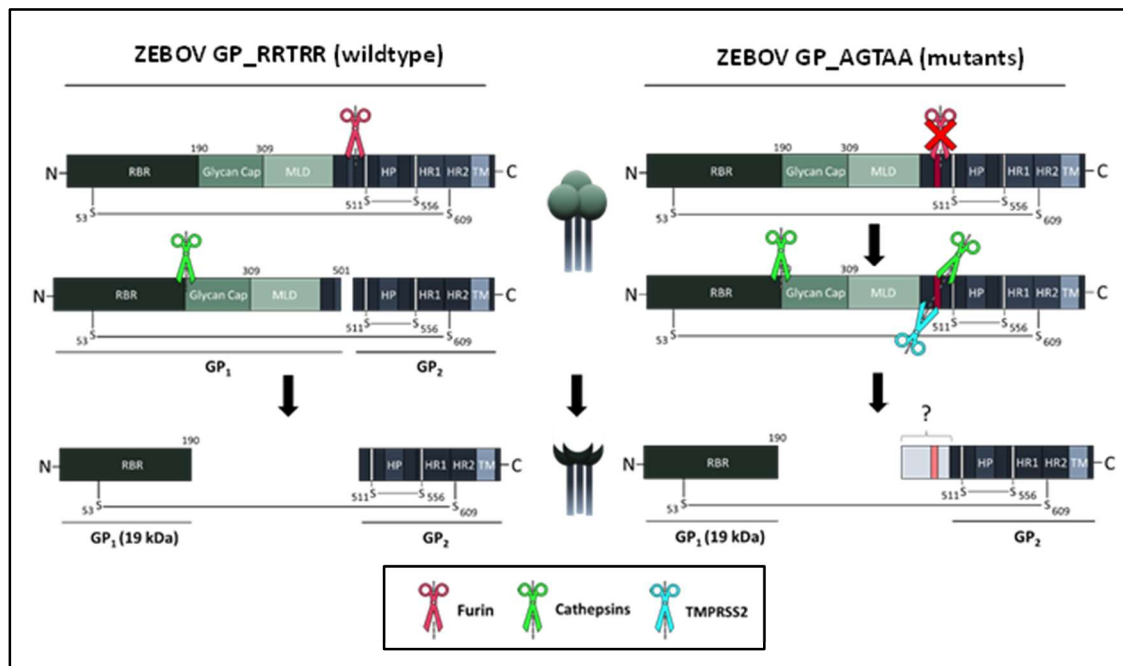 ZEBOV GP_RRTRR (wildtype)
190 309
N RBR Glycan Cap MLD HP HR1 HR2 TM C
53 S 511 S S 556 S 609
309 501
N RBR Glycan Cap MLD HP HR1 HR2 TM C
53 S 511 S S 556 S 609
GP1 GP2
190
N RBR HP HR1 HR2 TM C
53 S 511 S S 556 S 609
GP1 (19 kDa) GP2
ZEBOV GP_AGTAA (mutants)
190 309
N RBR Glycan Cap MLD HP HR1 HR2 TM C
53 S 511 S S 556 S 609
309
N RBR Glycan Cap MLD HP HR1 HR2 TM C
53 S 511 S S 556 S 609
?
190
N RBR HP HR1 HR2 TM C
53 S 511 S S 556 S 609
GP1 (19 kDa) GP2
Furin Cathepsins TMPRSS2